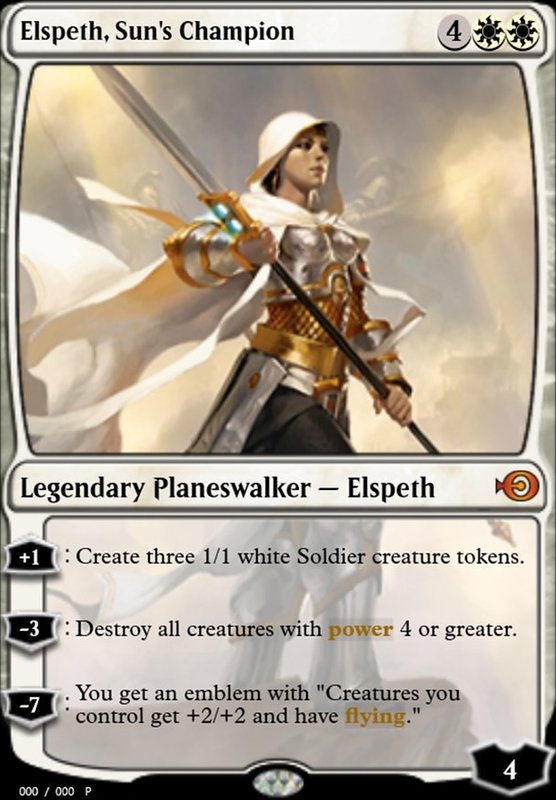 Elspeth, Sun's Champion 4
Legendary Planeswalker — Elspeth
+1 : Create three 1/1 white Soldier creature tokens.
-3 : Destroy all creatures with power 4 or greater.
-7 : You get an emblem with "Creatures you
control get +2/+2 and have flying."
4
000 / 000 P